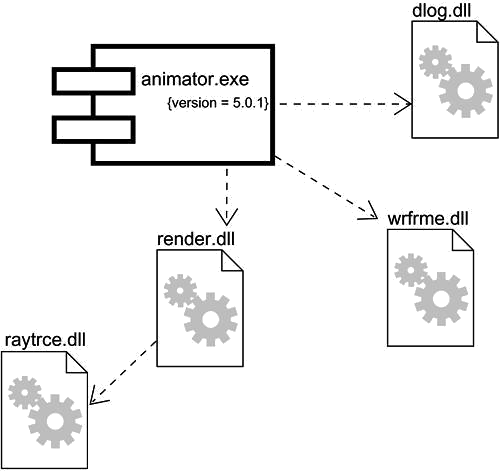 dlog.dll
animator.exe
{version = 5.0.1}
wrfrme.dll
render.dll
raytrce.dll